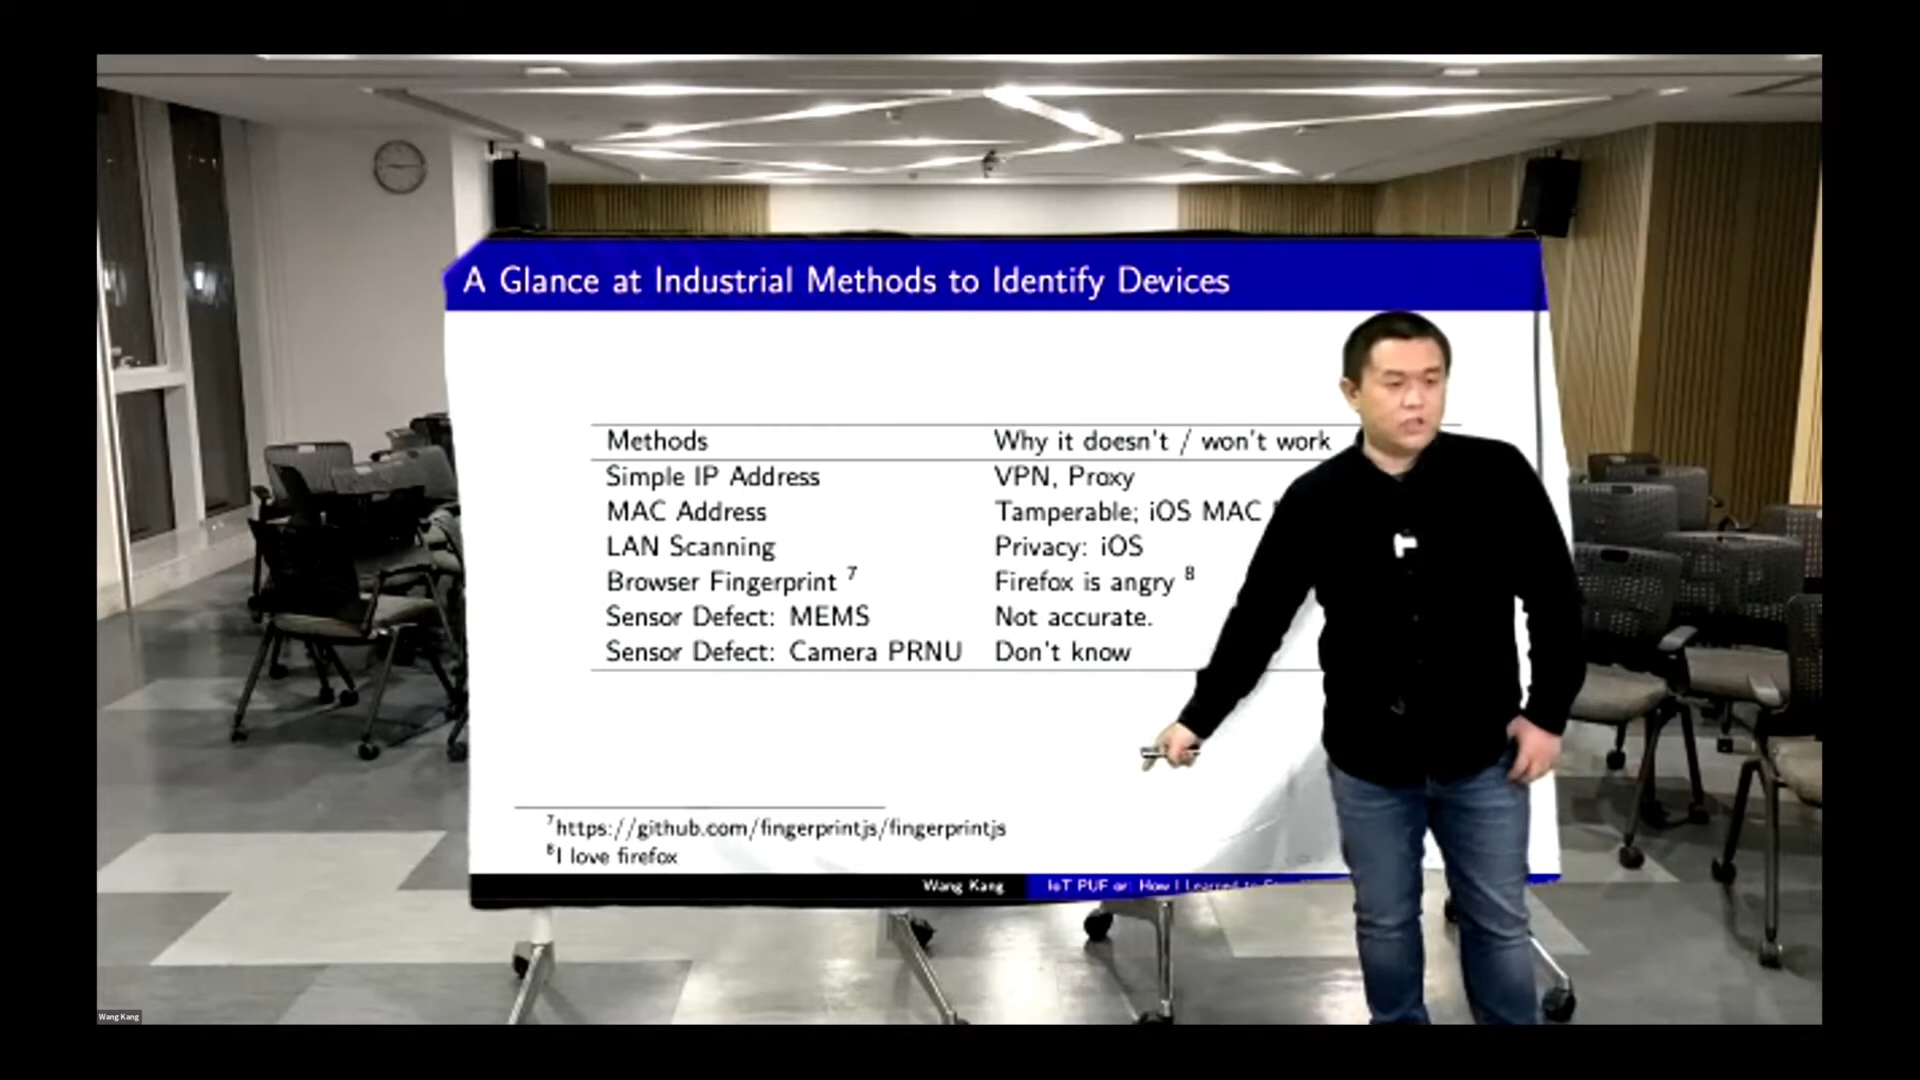 A Glance at Industrial Methods to Identify Devices
Methods Why it doesn't / won't work
Simple IP Address VPN, Proxy
MAC Address Tamperable; iOS MAC
LAN Scanning Privacy: iOS
Browser Fingerprint 7 Firefox is angry 8
Sensor Defect: MEMS Not accurate.
Sensor Defect: Camera PRNU Don't know
7 https://github.com/fingerprintjs/fingerprintjs
8 I love firefox
Wang Kang IoT PUF or: How I Learned to
Wang Kang